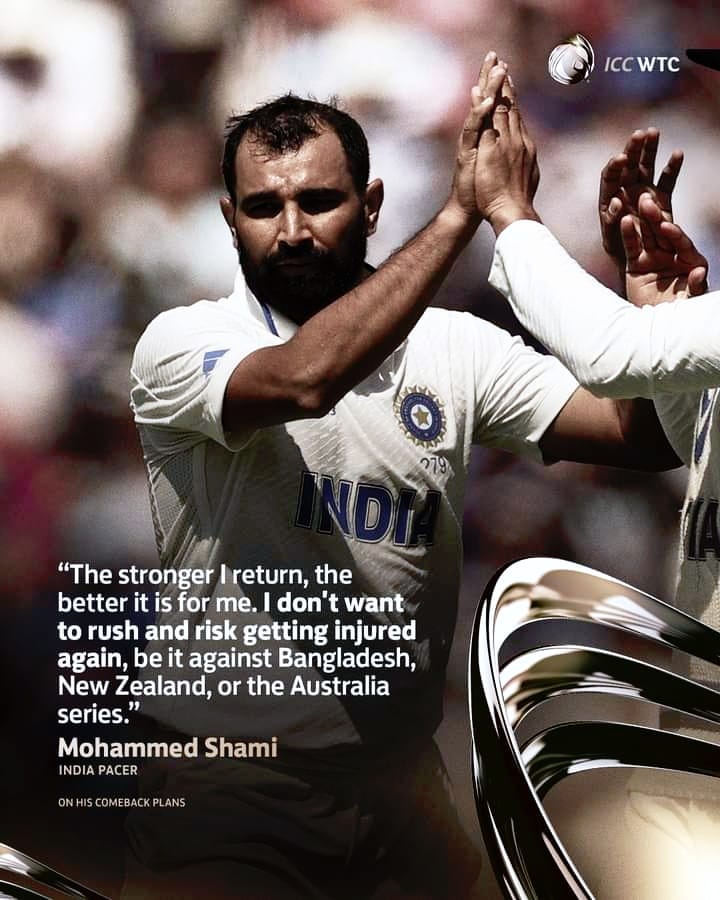 ICC WTC
279
INDIA
“The stronger I return, the
better it is for me. I don't want
to rush and risk getting injured
again, be it against Bangladesh,
New Zealand, or the Australia
series.”
Mohammed Shami
INDIA PACER
ON HIS COMEBACK PLANS